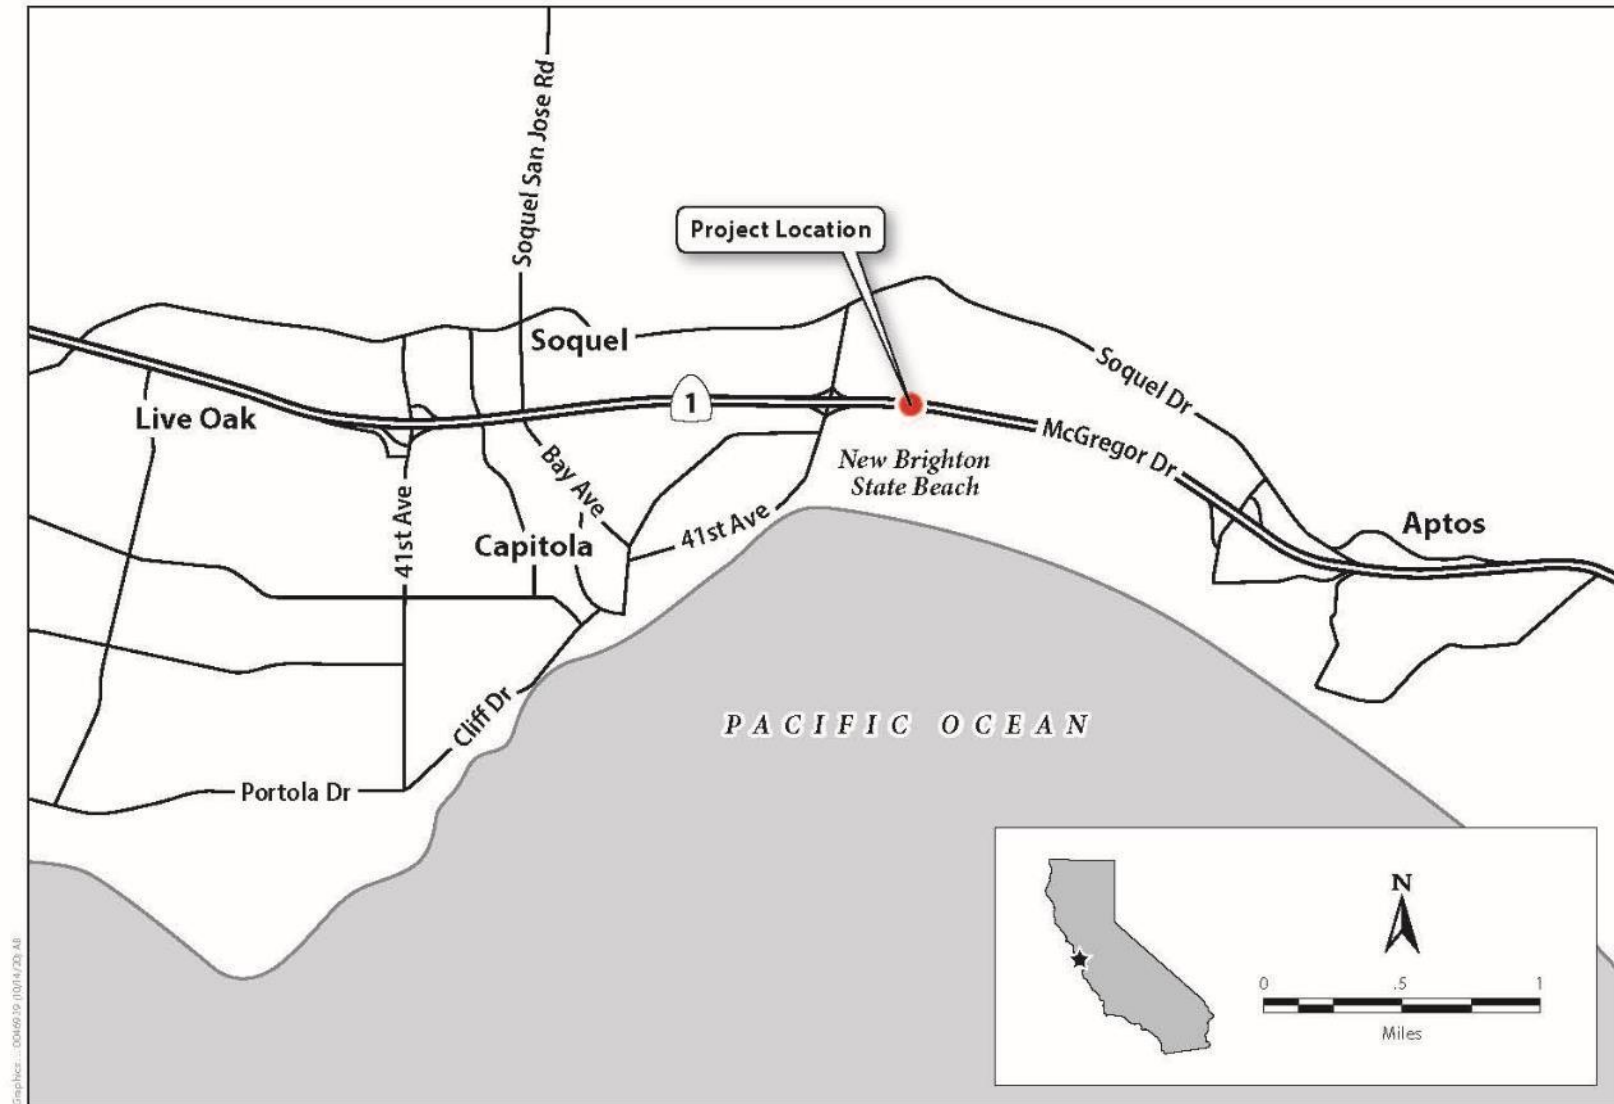 Soquel San Jose Rd
Project Location
Soquel
Soquel Dr
1
Live Oak
McGregor Dr
New Brighton
State Beach
Bay Ave
41st Ave
41st Ave
Capitola
Aptos
Cliff Dr
PACIFIC OCEAN
Portola Dr
N
0 .5 1
Miles